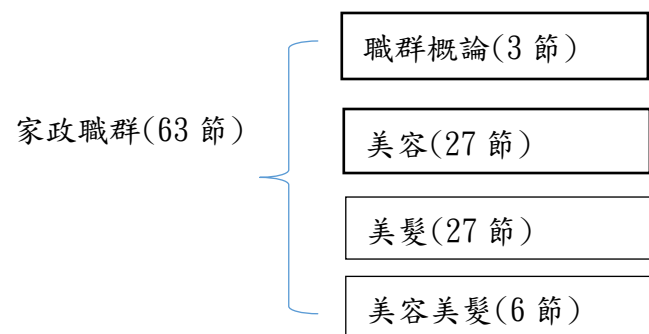 職群概論(3 節)
家政職群(63 節)
美容(27 節)
美髮(27 節)
美容美髮(6 節)